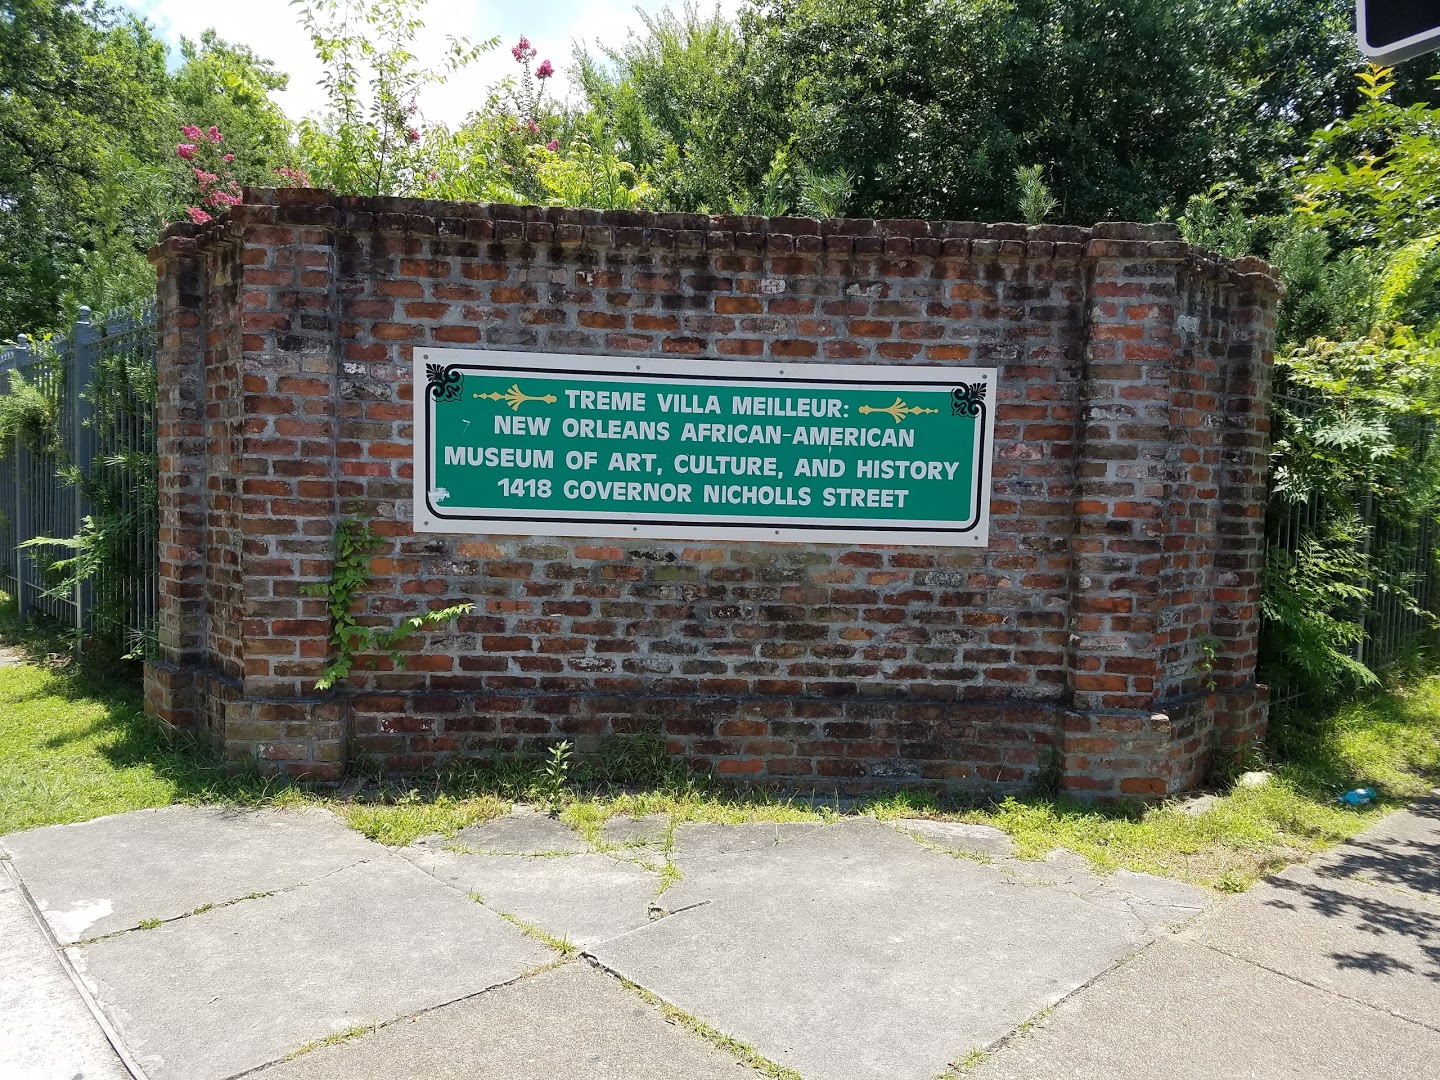 TREME VILLA MEILLEUR:
NEW ORLEANS AFRICAN-AMERICAN
MUSEUM OF ART, CULTURE, AND HISTORY
1418 GOVERNOR NICHOLLS STREET